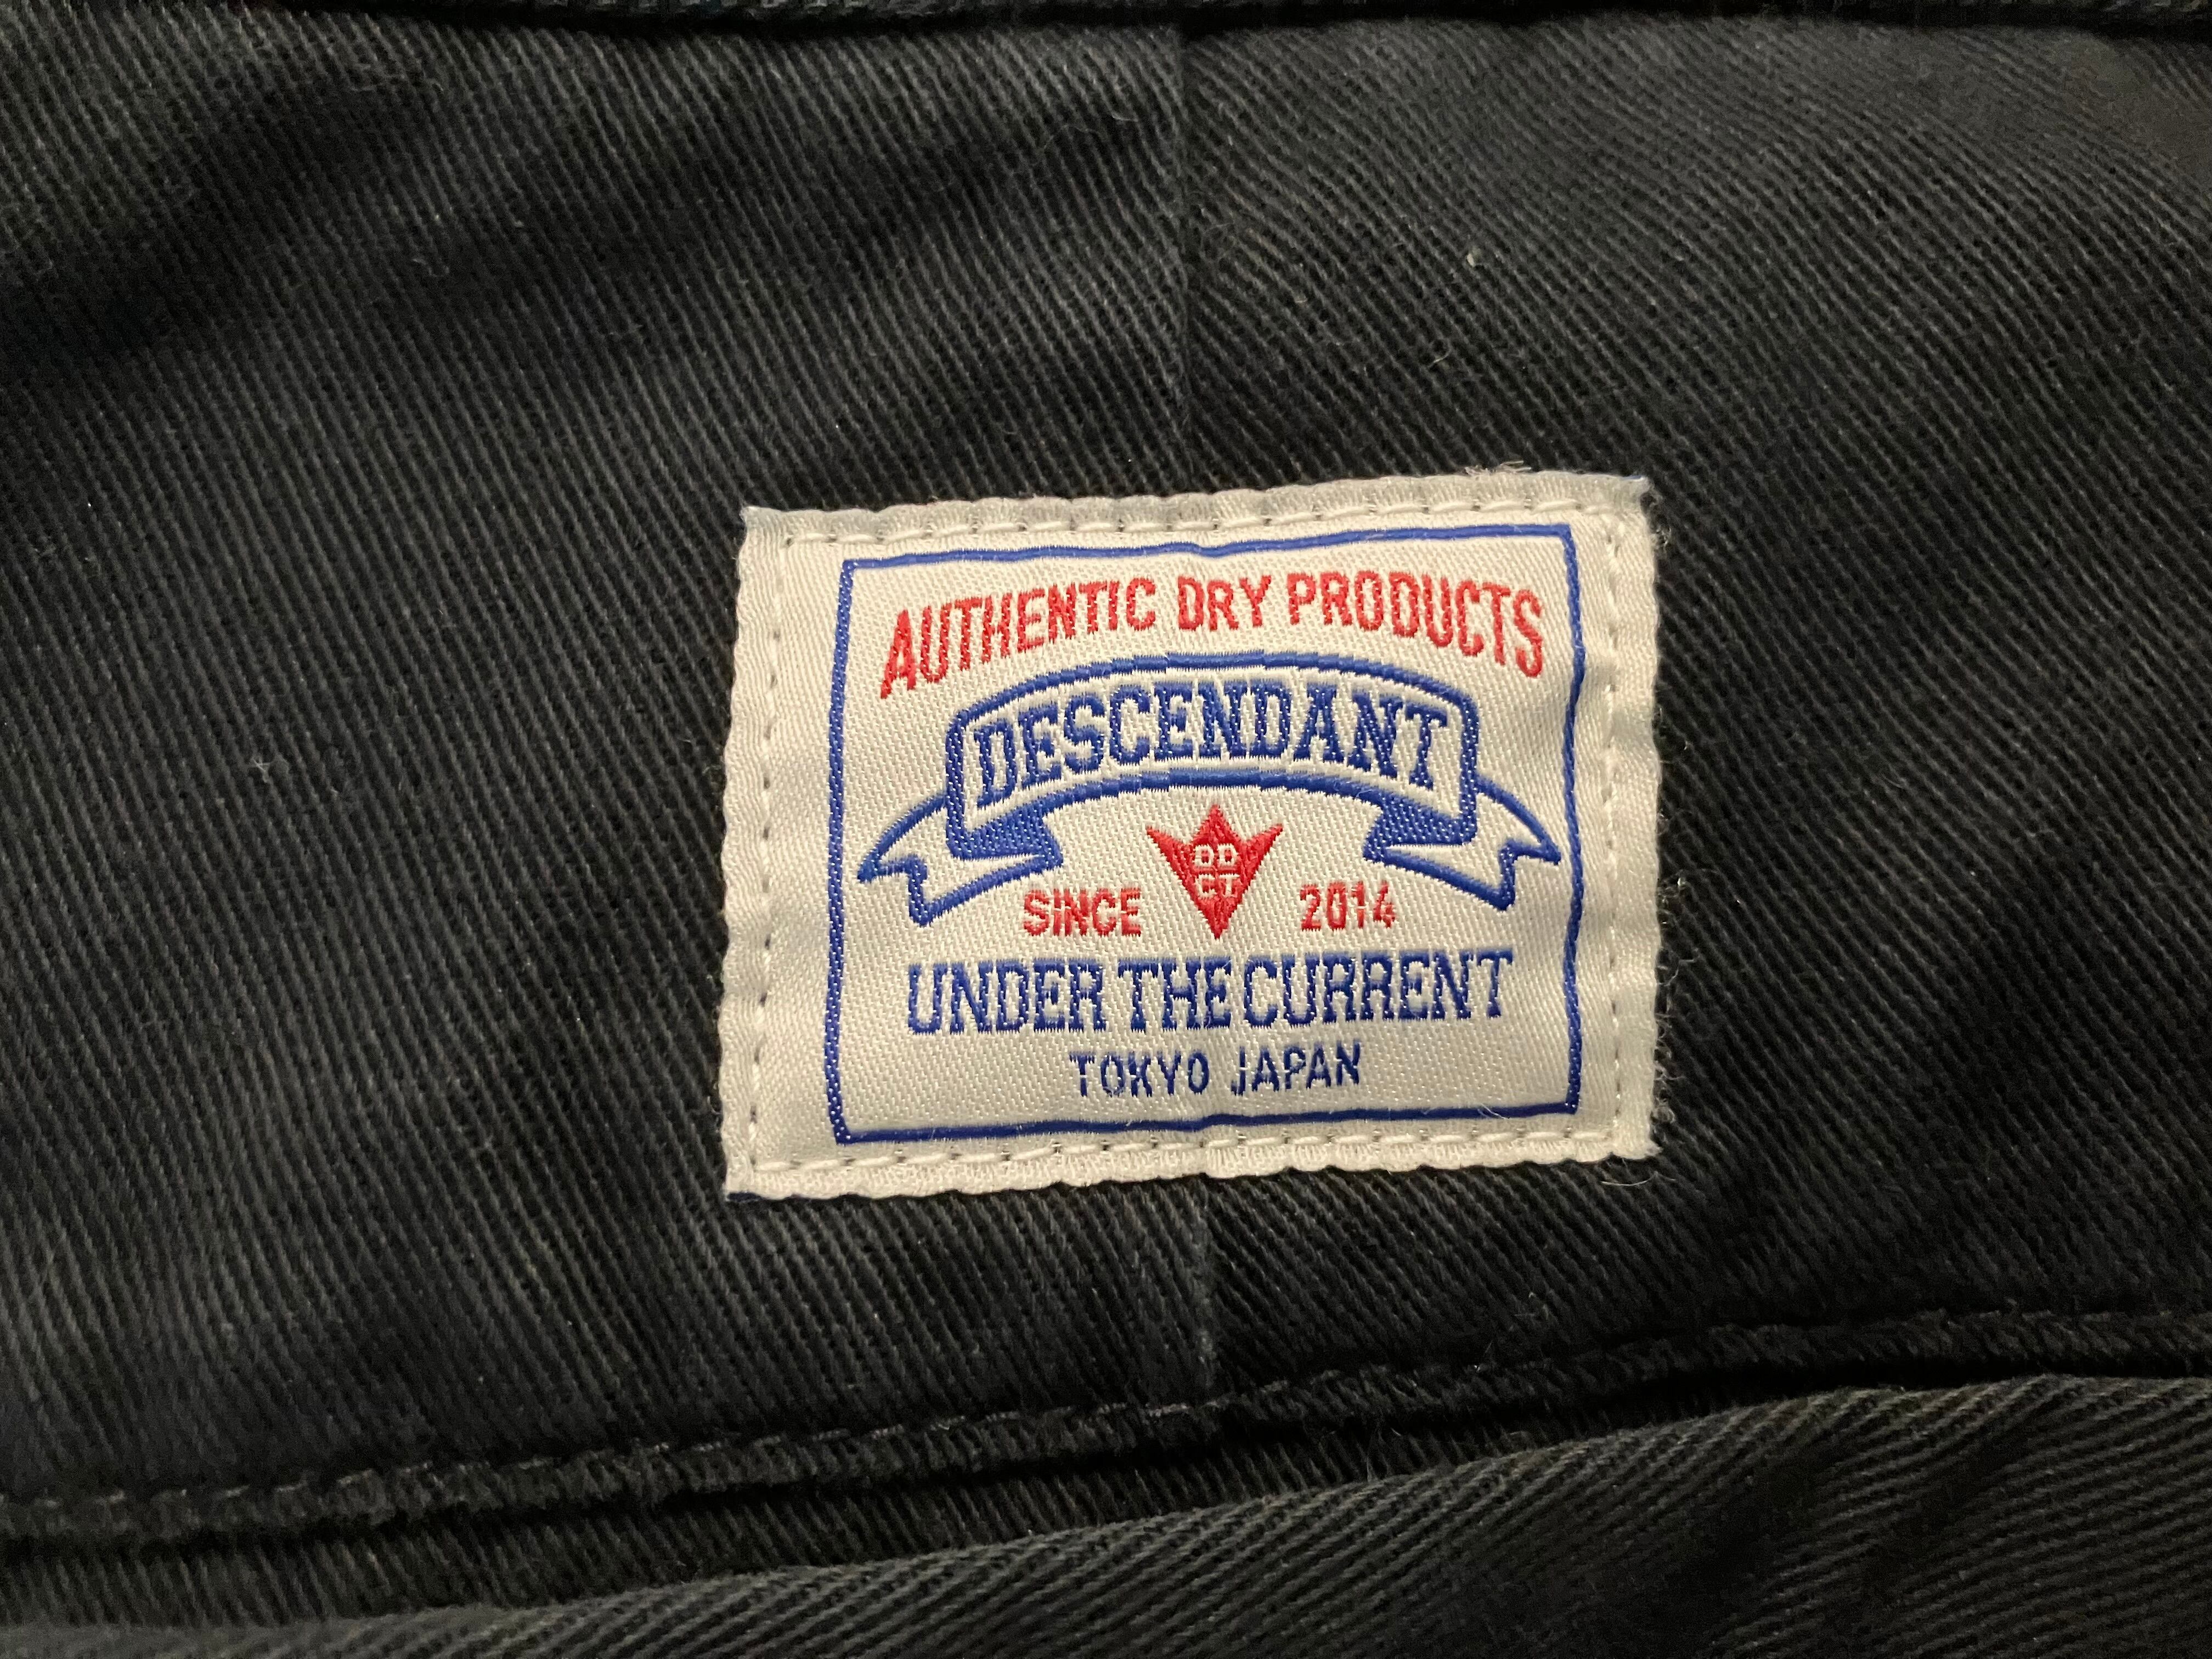 AUTHENTIC DRY PRODUCTS
DESCENDANT
DD
CT
SINCE 2014
UNDER THE CURRENT
TOKYO JAPAN